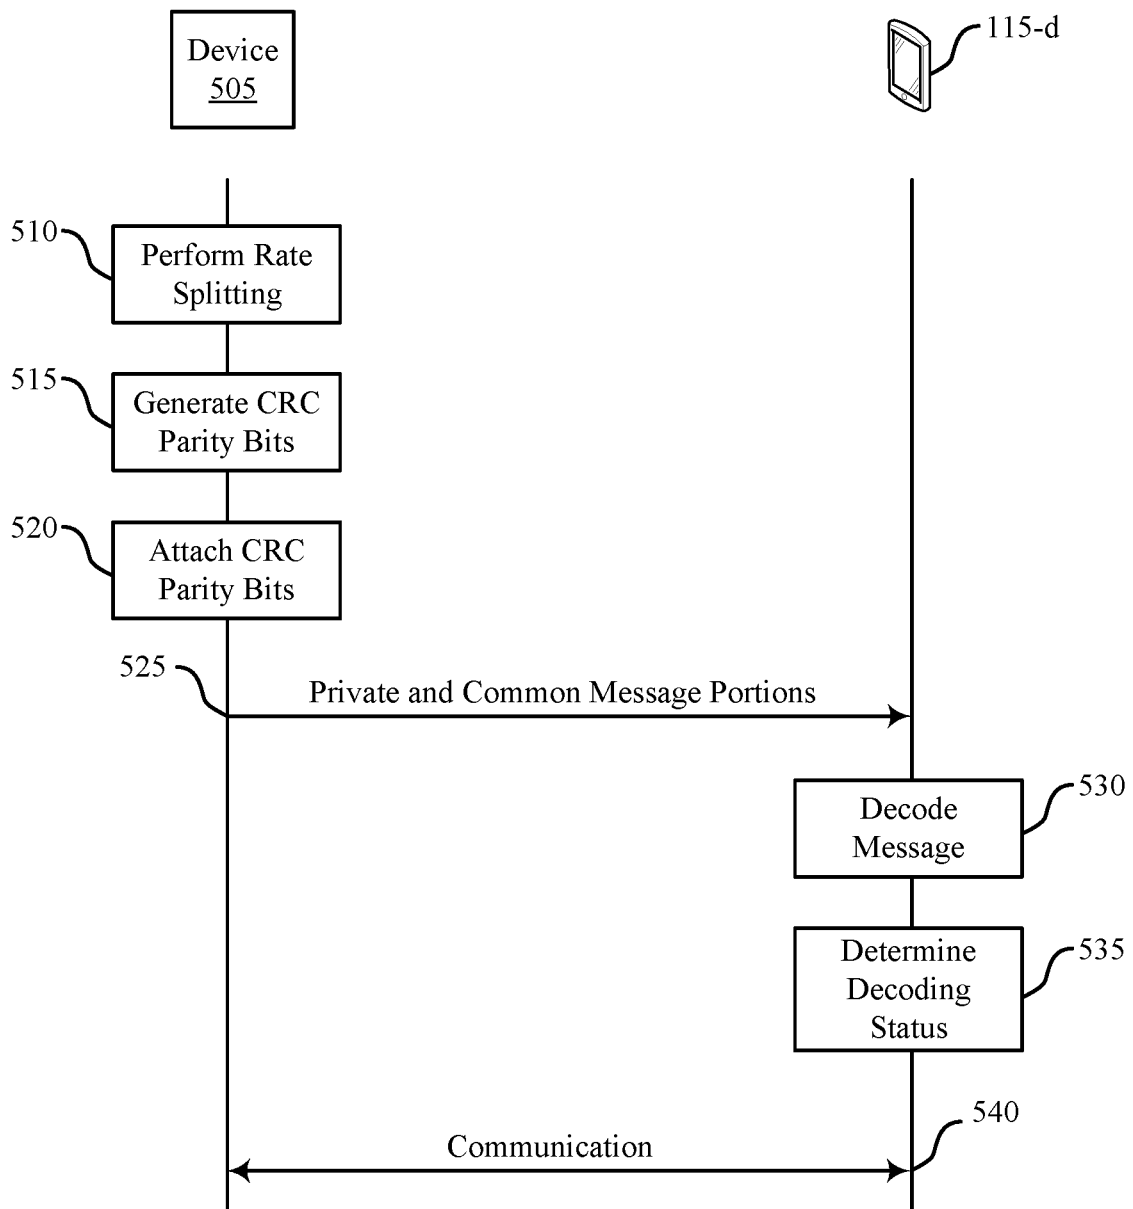 Device
505
115-d
510
Perform Rate
Splitting
515
Generate CRC
Parity Bits
520
Attach CRC
Parity Bits
525
Private and Common Message Portions
530
Decode
Message
535
Determine
Decoding
Status
540
Communication